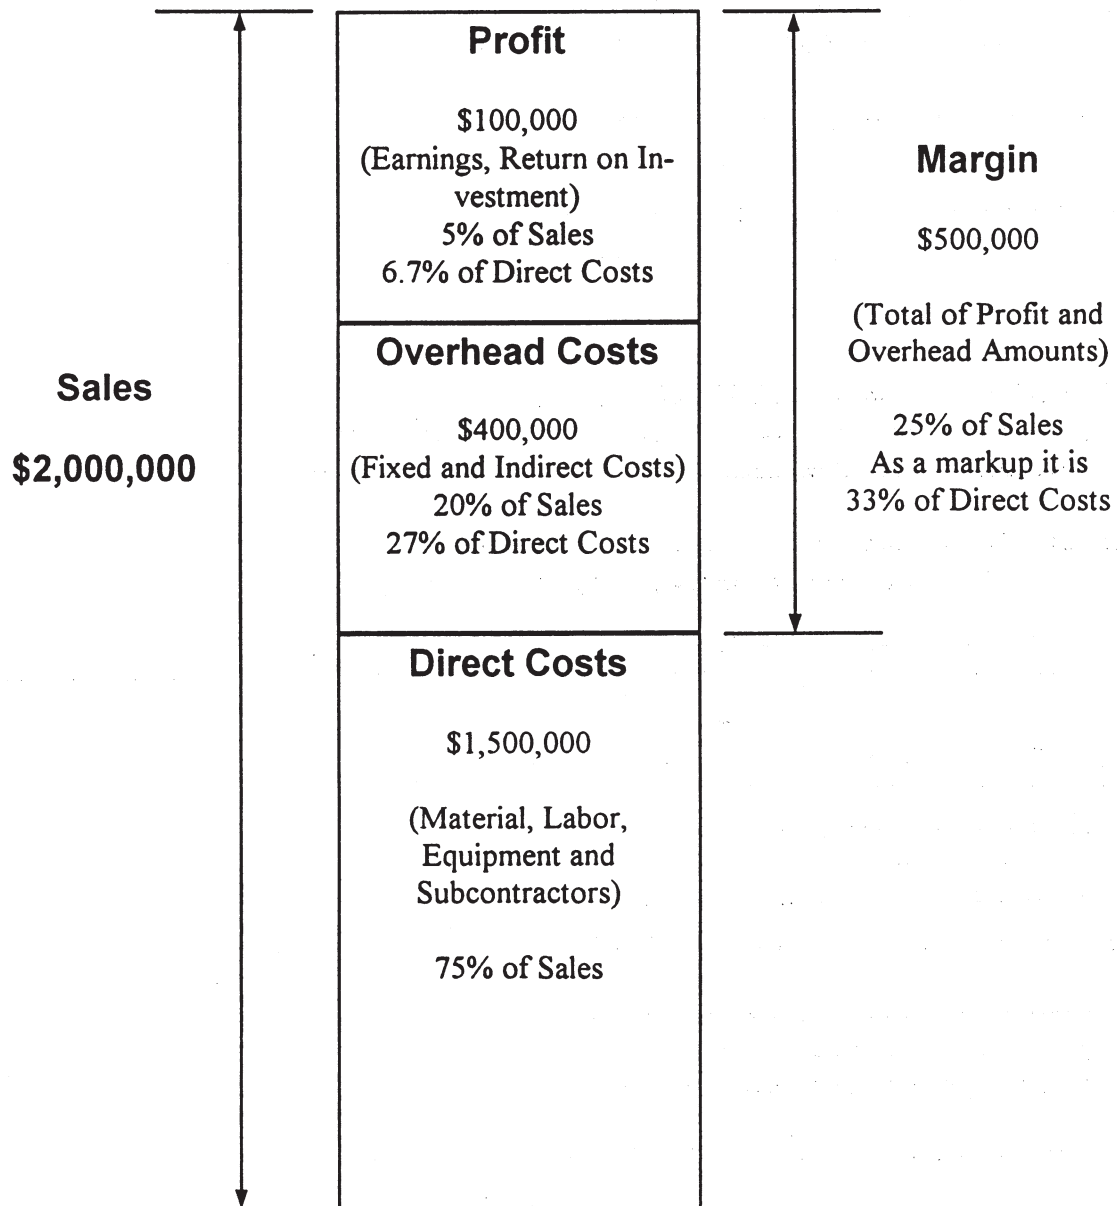 Profit
$100,000
(Earnings, Return on In-
vestment)
5% of Sales
6.7% of Direct Costs
Overhead Costs
$400,000
(Fixed and Indirect Costs)
20% of Sales
27% of Direct Costs
Direct Costs
$1,500,000
(Material, Labor,
Equipment and
Subcontractors)
75% of Sales
Sales
$2,000,000
Margin
$500,000
(Total of Profit and
Overhead Amounts)
25% of Sales
As a markup it is
33% of Direct Costs